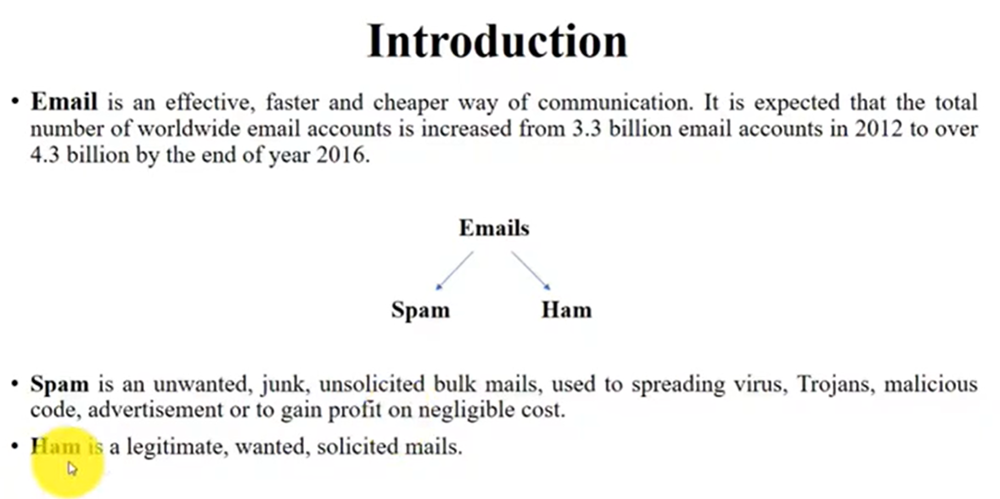 Introduction
• Email is an effective, faster and cheaper way of communication. It is expected that the total
number of worldwide email accounts is increased from 3.3 billion email accounts in 2012 to over
4.3 billion by the end of year 2016.
Emails
Spam Ham
• Spam is an unwanted, junk, unsolicited bulk mails, used to spreading virus, Trojans, malicious
code, advertisement or to gain profit on negligible cost.
• Ham is a legitimate, wanted, solicited mails.